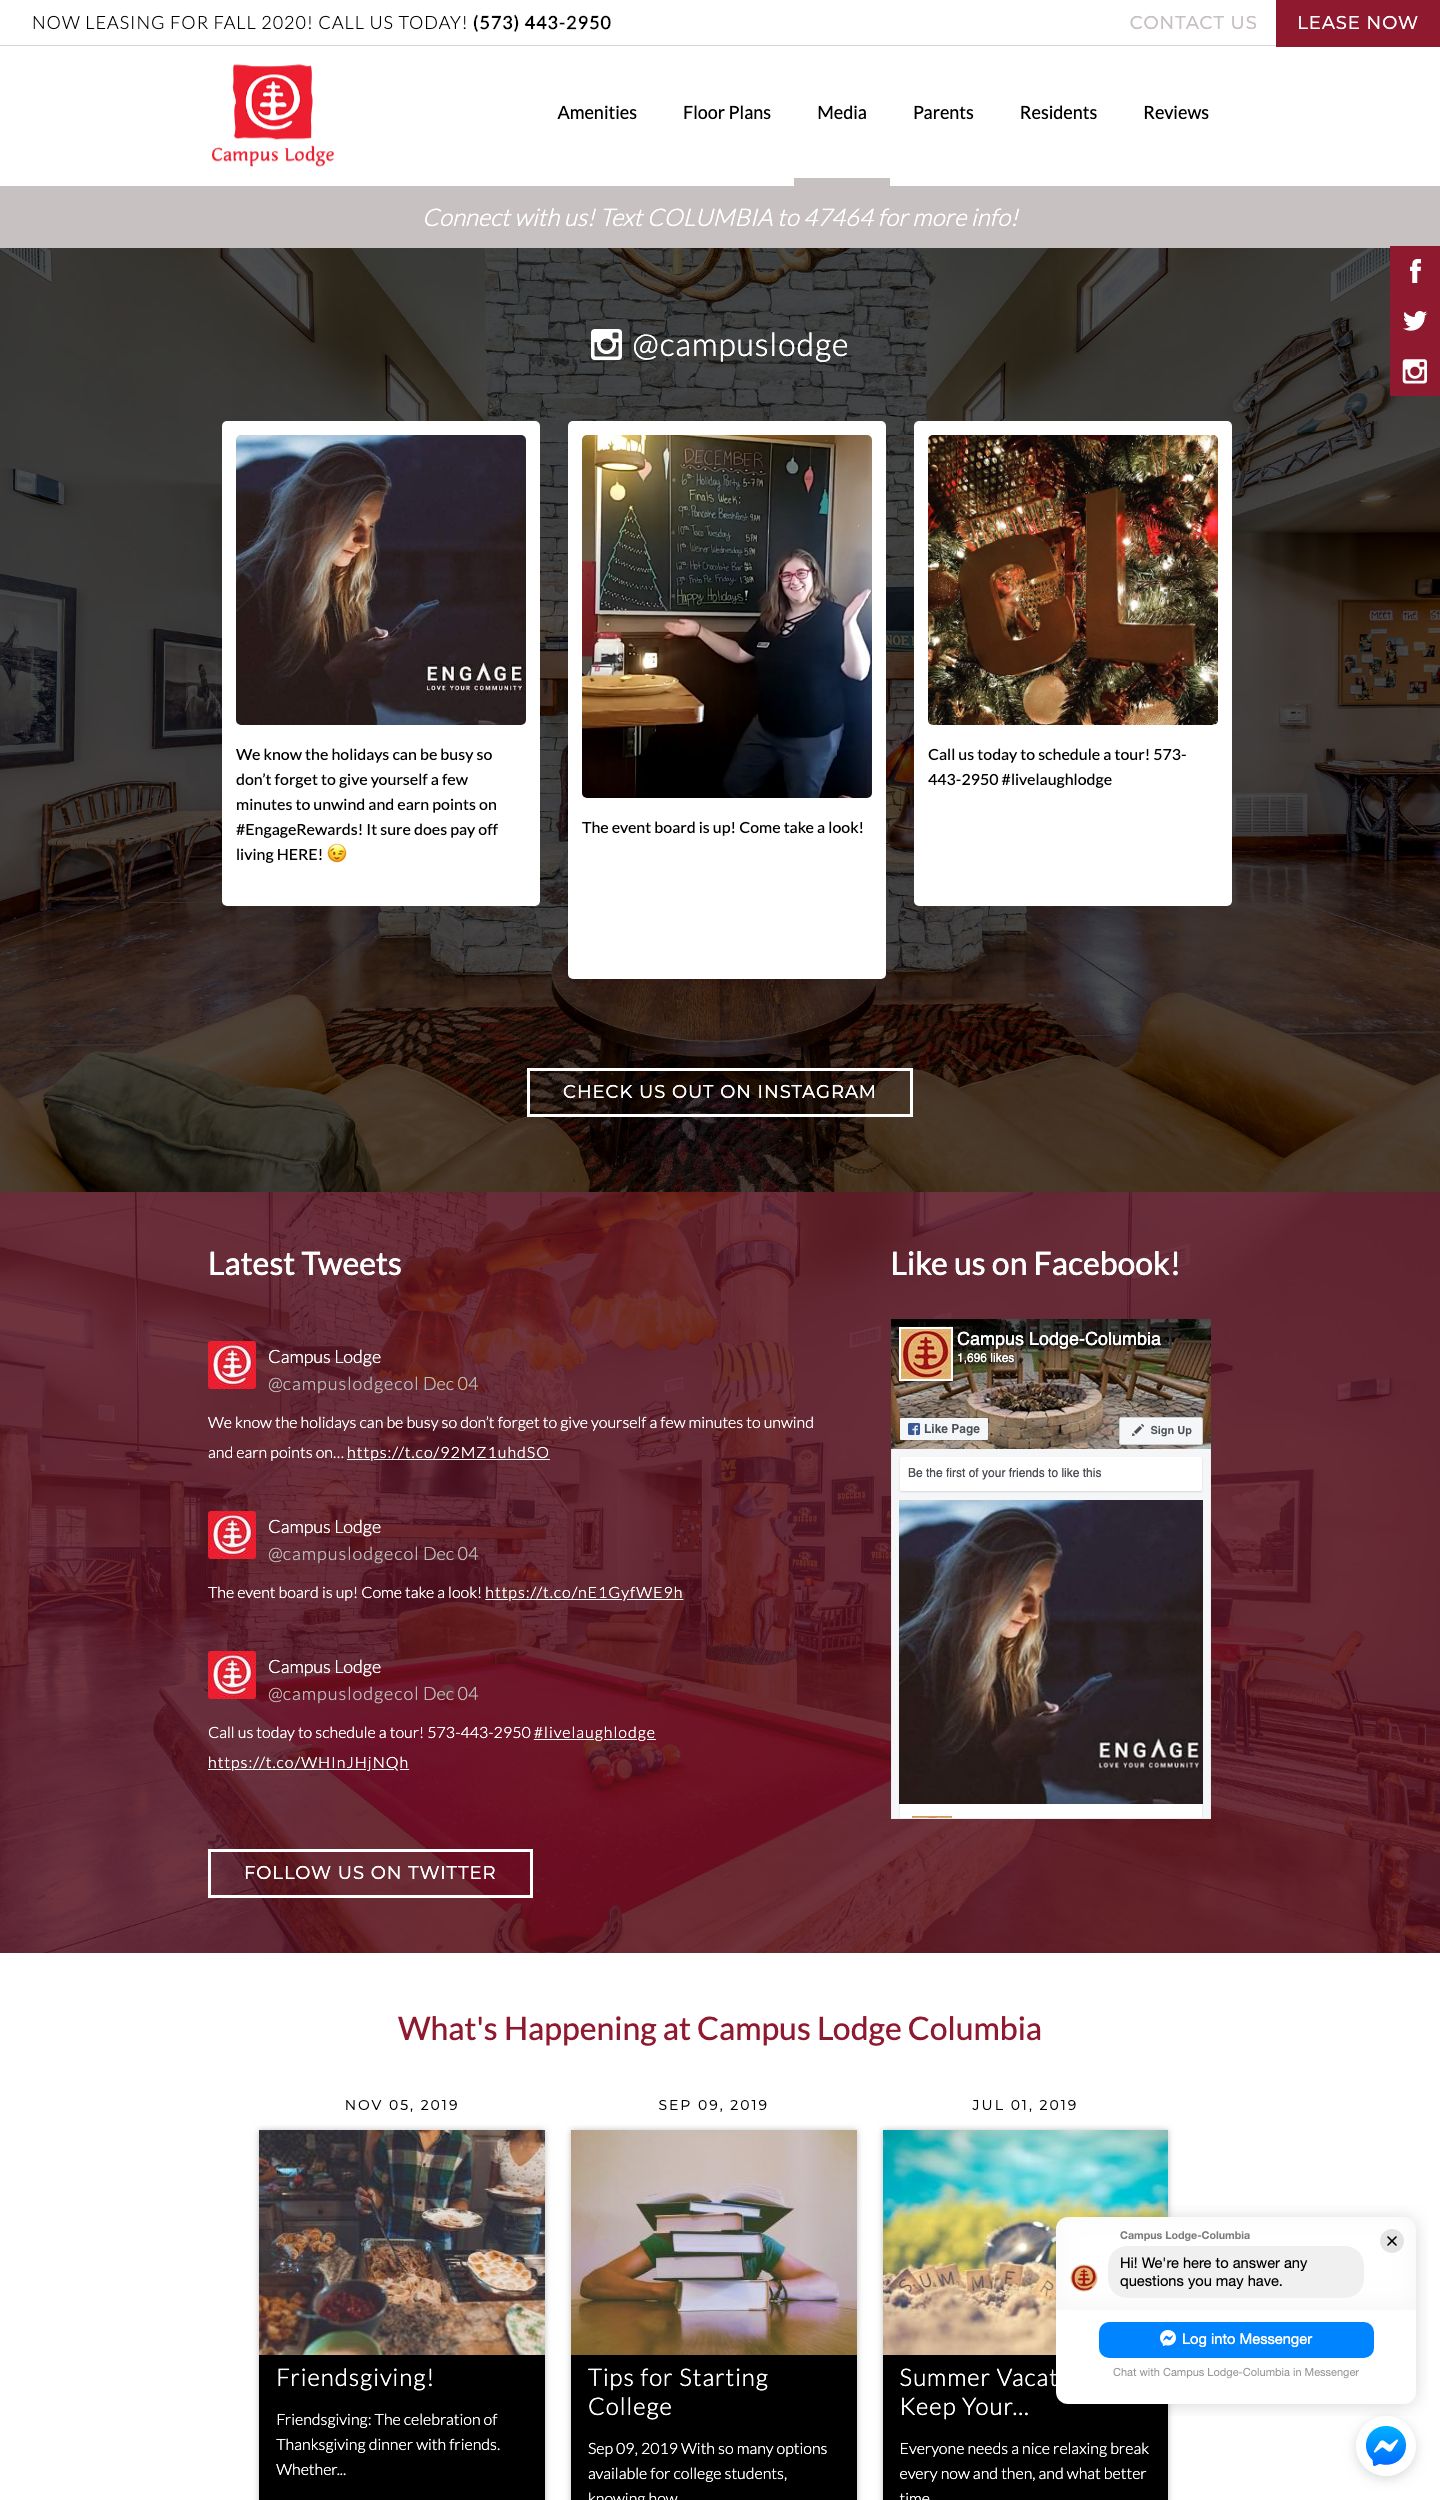 NOW LEASING FOR FALL 2020! CALL US TODAY! (573) 443-2950
CONTACT US
LEASE NOW
Campus Lodge
Amenities
Floor Plans
Media
Parents
Residents
Reviews
Connect with us! Text COLUMBIA to 47464 for more info!
@campuslodge
ENGAGE
LOVE YOUR COMMUNITY
We know the holidays can be busy so
don't forget to give yourself a few
minutes to unwind and earn points on
#EngageRewards! It sure does pay off
living HERE! 😉
DECEMBER
6th Holiday Party 5-7PM
Finals Week:
9th Pancake Breakfast 9AM
10th Taco Tuesday 5PM
11th Weiner Wednesday 5PM
12th Hot Chocolate Bar
Happy Holidays!
The event board is up! Come take a look!
CL
Call us today to schedule a tour! 573-
443-2950 #livelaughlodge
MEET THE
CHECK US OUT ON INSTAGRAM
Latest Tweets
Campus Lodge
@campuslodgecol Dec 04
We know the holidays can be busy so don't forget to give yourself a few minutes to unwind
and earn points on… https://t.co/92MZ1uhdSO
Campus Lodge
@campuslodgecol Dec 04
The event board is up! Come take a look! https://t.co/nE1GyfWE9h
Campus Lodge
@campuslodgecol Dec 04
Call us today to schedule a tour! 573-443-2950 #livelaughlodge
https://t.co/WHInJHjNQh
FOLLOW US ON TWITTER
Like us on Facebook!
Campus Lodge-Columbia
1,696 likes
Like Page
Sign Up
Be the first of your friends to like this
ENGAGE
LOVE YOUR COMMUNITY
What's Happening at Campus Lodge Columbia
NOV 05, 2019
Friendsgiving!
Friendsgiving: The celebration of
Thanksgiving dinner with friends.
Whether...
SEP 09, 2019
Tips for Starting
College
Sep 09, 2019 With so many options
available for college students,
knowing how
JUL 01, 2019
SUMMER
Summer Vacat
Keep Your...
Everyone needs a nice relaxing break
every now and then, and what better
time
Campus Lodge-Columbia
Hi! We're here to answer any
questions you may have.
Log into Messenger
Chat with Campus Lodge-Columbia in Messenger